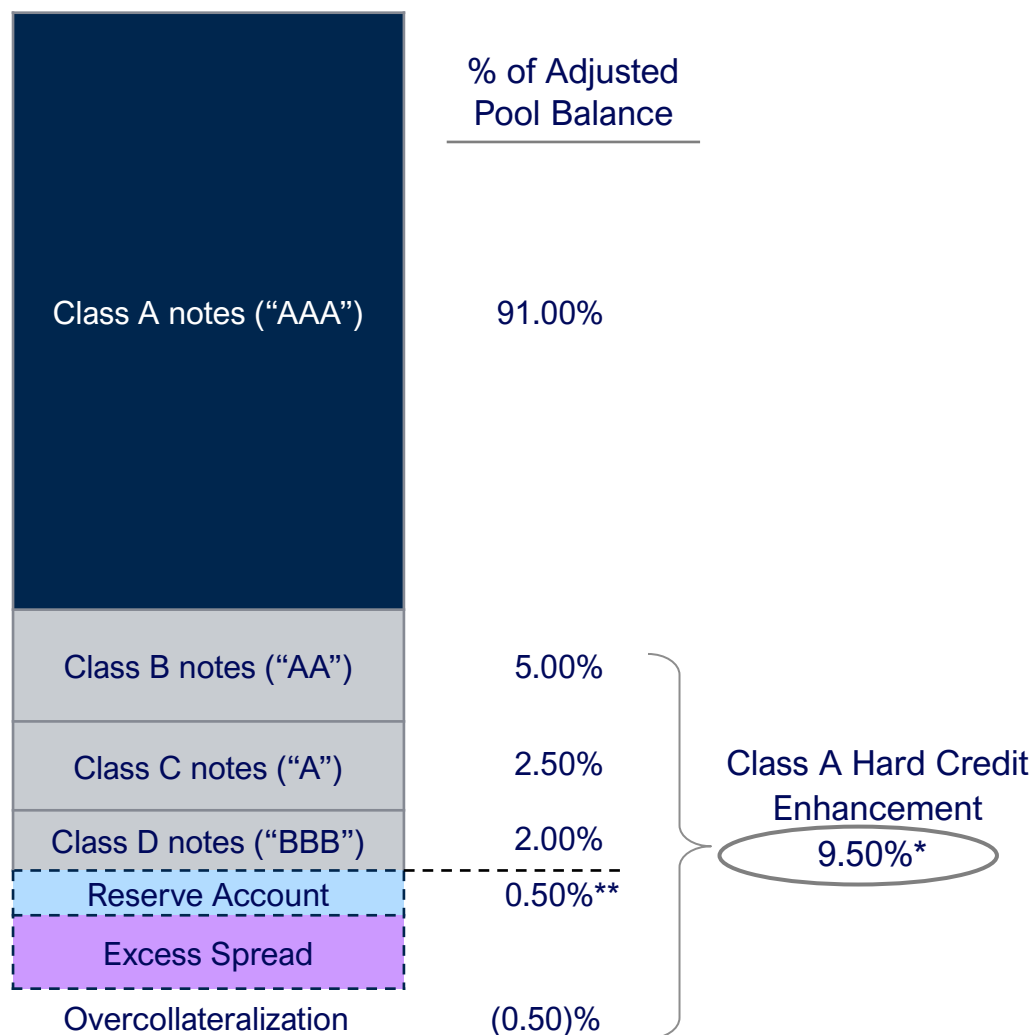 % of Adjusted
Pool Balance
Class A notes (“AAA”) 91.00%
Class B notes (“AA”) 5.00%
Class C notes (“A”) 2.50%
Class A Hard Credit
Enhancement
Class D notes (“BBB”) 2.00%
9.50%*
Reserve Account 0.50%**
Excess Spread
Overcollateralization (0.50)%